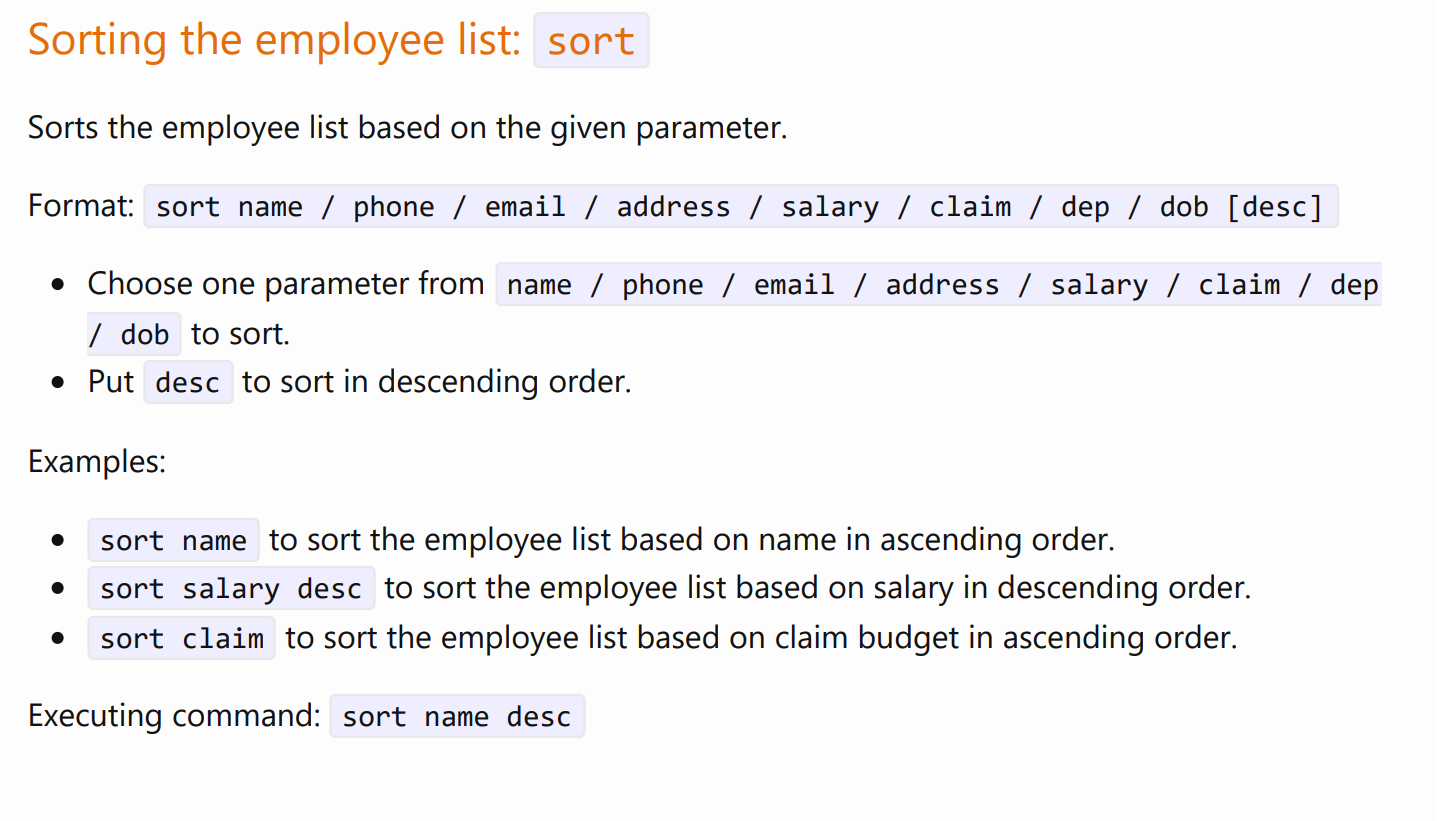 Sorting the employee list: sort
Sorts the employee list based on the given parameter.
Format: sort name / phone / email / address / salary / claim / dep / dob [desc]
• Choose one parameter from name / phone / email / address / salary / claim / dep
/ dob to sort.
• Put desc to sort in descending order.
Examples:
• sort name to sort the employee list based on name in ascending order.
• sort salary desc to sort the employee list based on salary in descending order.
• sort claim to sort the employee list based on claim budget in ascending order.
Executing command: sort name desc